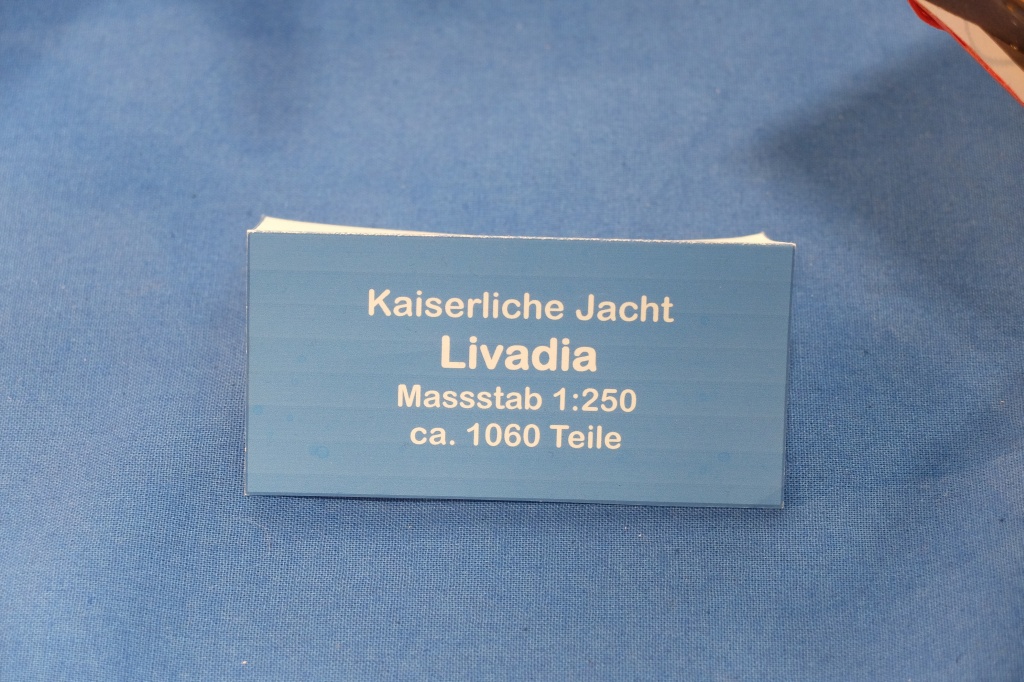 Kaiserliche Jacht
Livadia
Massstab 1:250
ca. 1060 Teile